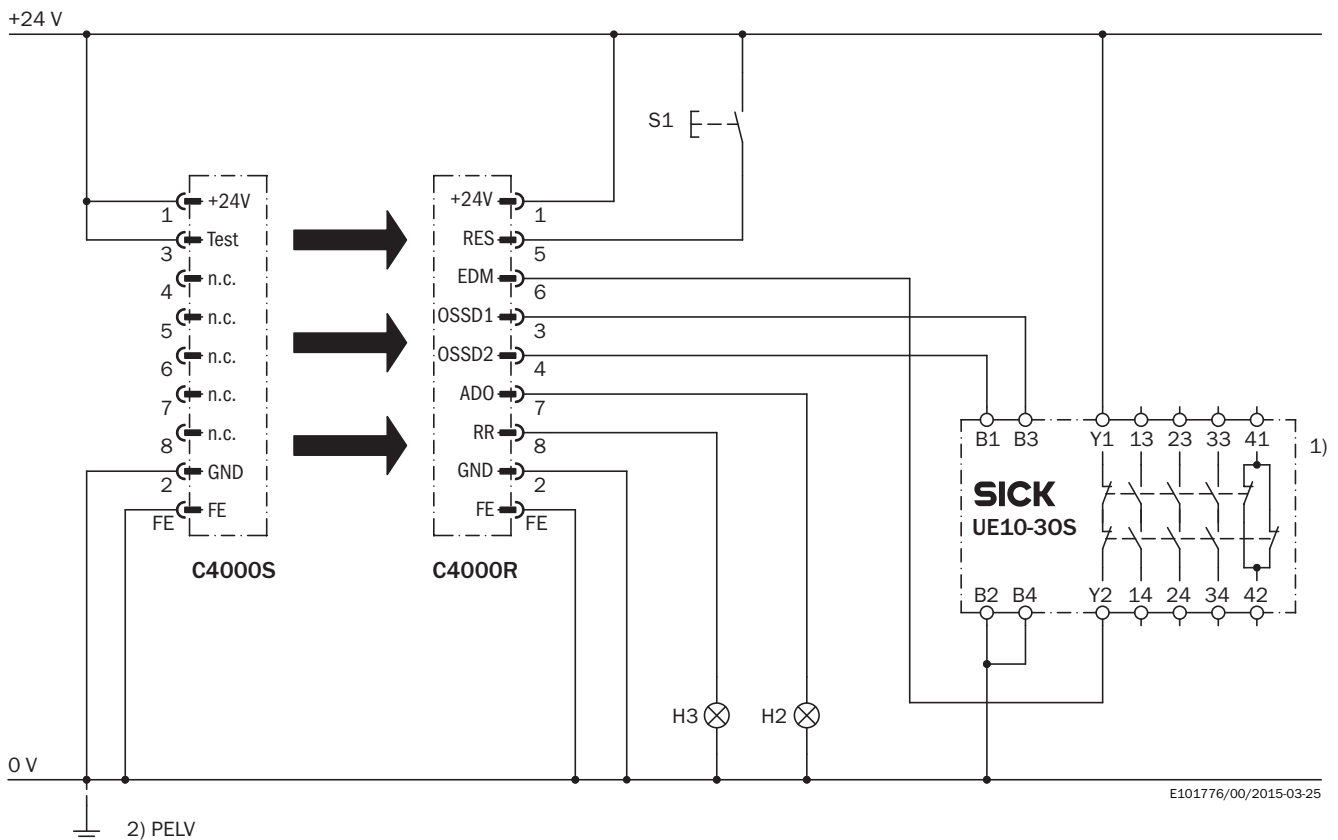 +24 V
S1
+24V
1
Test
3
n.c.
4
n.c.
5
n.c.
6
n.c.
7
n.c.
8
GND
2
FE
FE
C4000S
+24V
1
RES
5
EDM
6
OSSD1
3
OSSD2
4
ADO
7
RR
8
GND
2
FE
FE
C4000R
B1 B3 Y1 13 23 33 41
1)
SICK
UE10-30S
B2 B4 Y2 14 24 34 42
H3
H2
0 V
E101776/00/2015-03-25
2) PELV